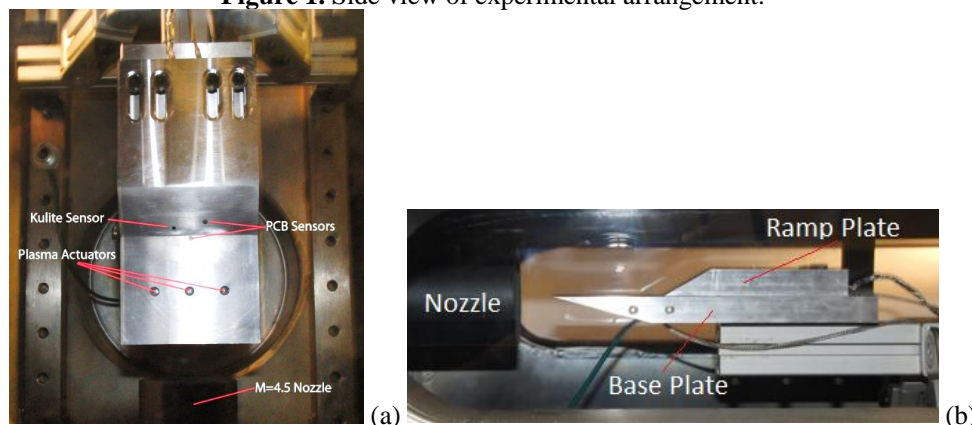 Figure 1. Side view of experimental arrangement.
Kulite Sensor
PCB Sensors
Plasma Actuators
M=4.5 Nozzle
(a)
Ramp Plate
Nozzle
Base Plate
(b)